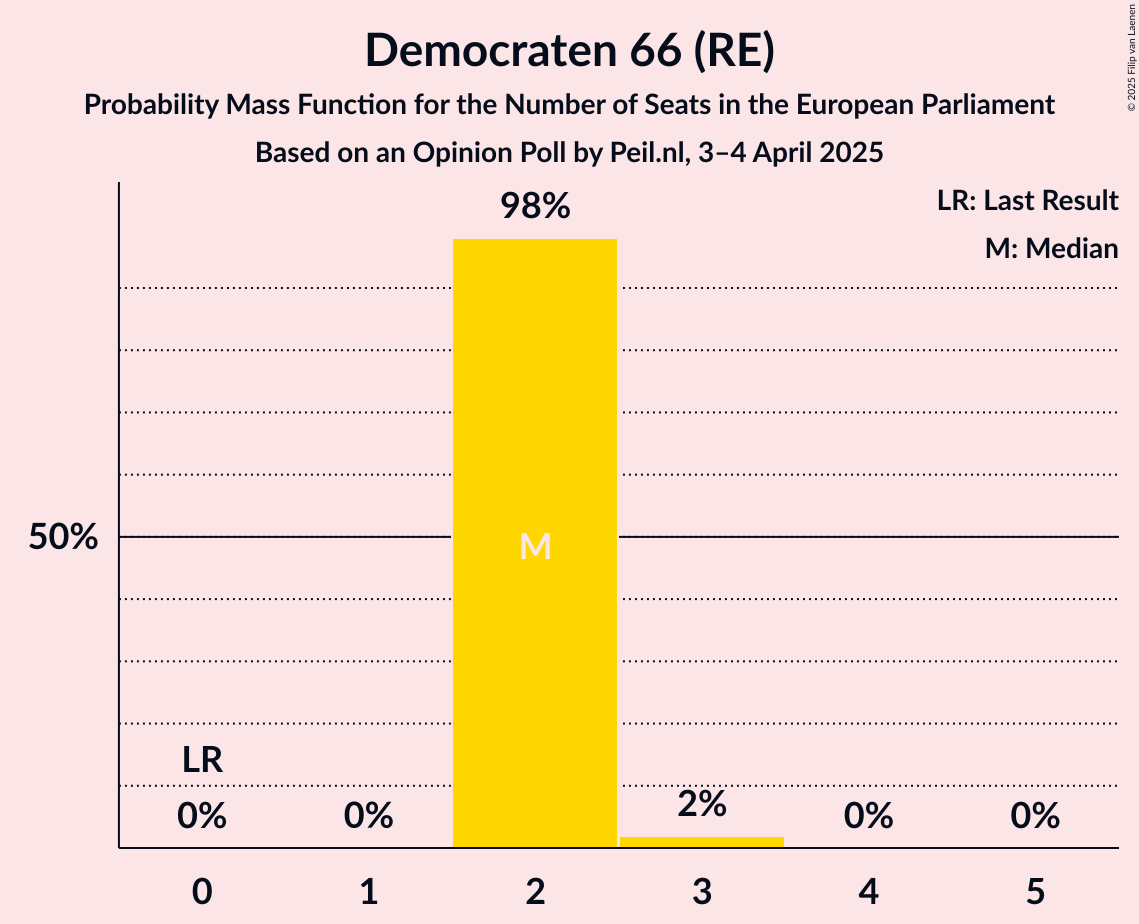 Democraten 66 (RE)
Probability Mass Function for the Number of Seats in the European Parliament
Based on an Opinion Poll by Peil.nl, 3–4 April 2025
© 2025 Filip van Laenen
LR: Last Result
M: Median
98%
50%
M
LR
0%
0%
2%
0%
0%
0
1
2
3
4
5